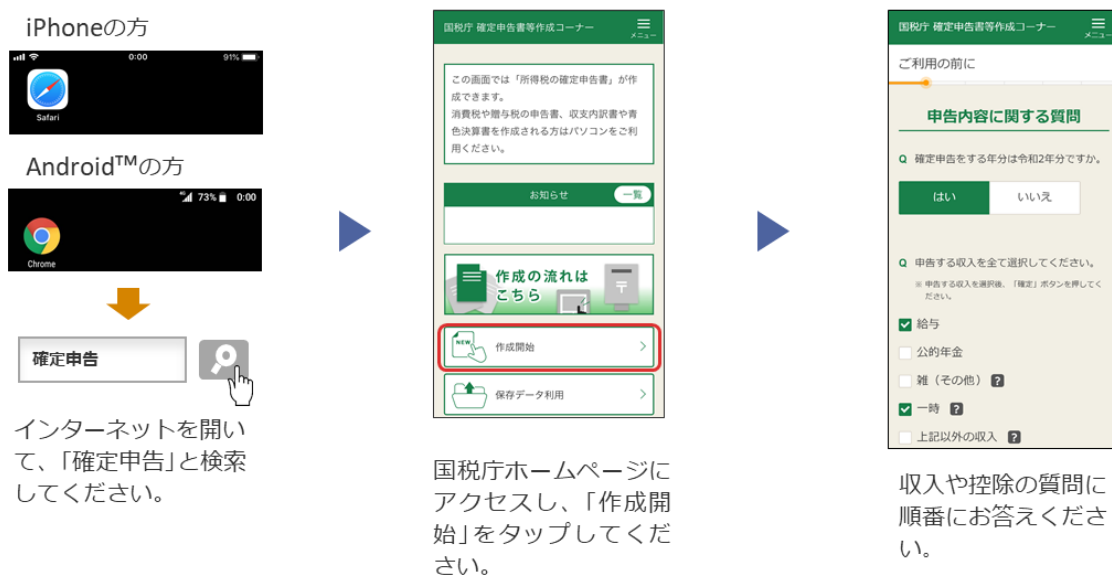 iPhoneの方
0:00
91%
Safari
Android™の方
4G
73%
0:00
Chrome
確定申告
インターネットを開い
て、「確定申告」と検索
してください。
国税庁 確定申告書等作成コーナー
メニュー
この画面では「所得税の確定申告書」が作
成できます。
消費税や贈与税の申告書、収支内訳書や青
色決算書を作成される方はパソコンをご利
用ください。
お知らせ
一覧
作成の流れは
こちら
〒
NEW
作成開始
保存データ利用
国税庁ホームページに
アクセスし、「作成開
始」をタップしてくだ
さい。
国税庁 確定申告書等作成コーナー
メニュー
ご利用の前に
申告内容に関する質問
Q 確定申告をする年分は令和2年分ですか。
はい
いいえ
Q 申告する収入を全て選択してください。
※ 申告する収入を選択後、「確定」ボタンを押してく
ださい。
給与
公的年金
雑（その他） ?
一時 ?
上記以外の収入 ?
収入や控除の質問に
順番にお答えくださ
い。